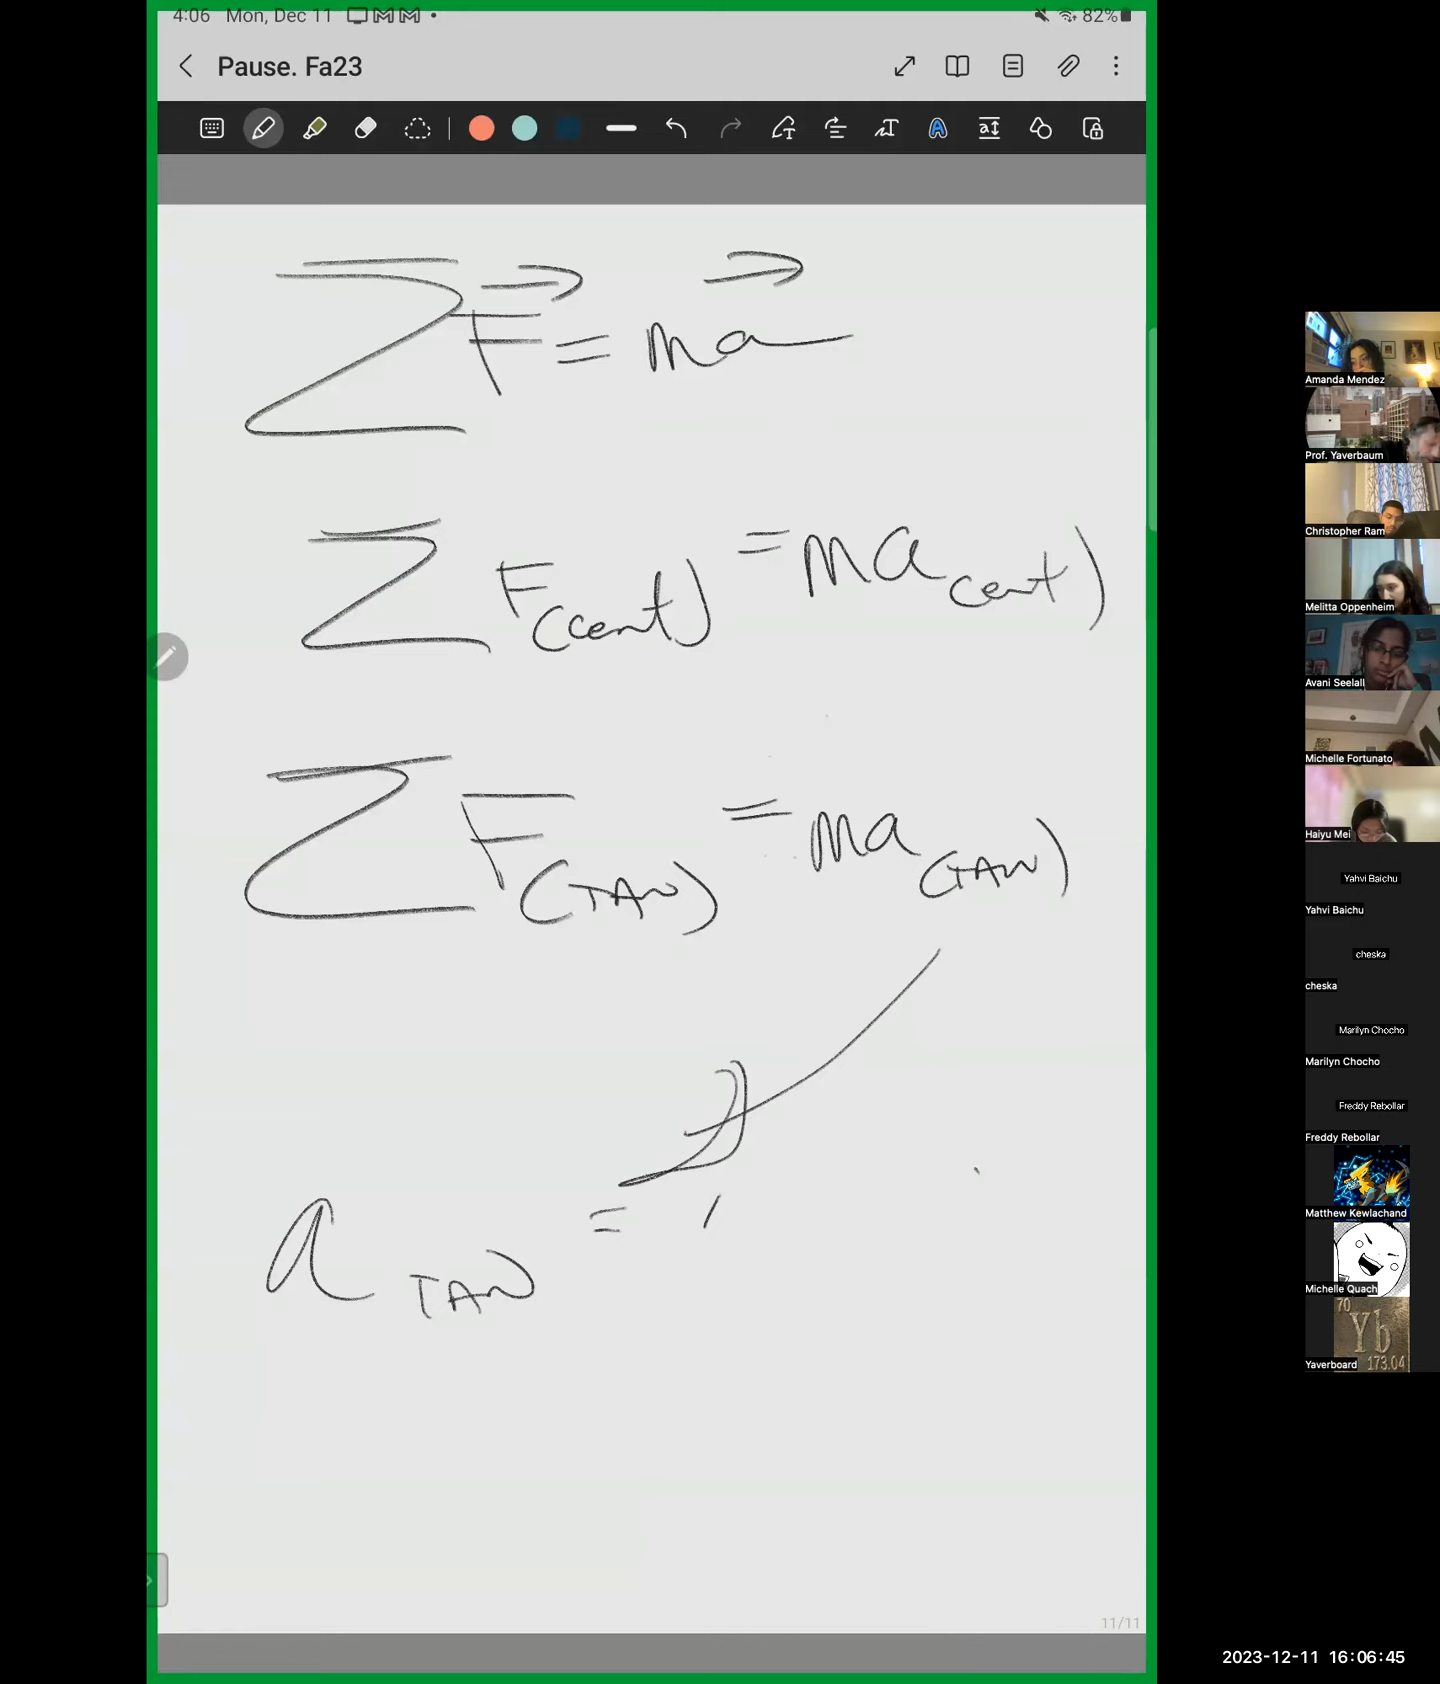 4:06 Mon, Dec 11
82%
Pause. Fa23
ΣF⃗ = ma⃗
ΣF(cent) = ma cent)
ΣF(TAN) = ma(TAN)
a TAN =
11/11
Amanda Mendez
Prof. Yaverbaum
Christopher Ram
Melitta Oppenheim
Avani Seelall
Michelle Fortunato
Haiyu Mei
Yahvi Baichu
Yahvi Baichu
cheska
cheska
Marilyn Chocho
Marilyn Chocho
Freddy Rebollar
Freddy Rebollar
Matthew Kewlachand
Michelle Quach
70
Yb
173.04
Yaverboard
2023-12-11 16:06:45